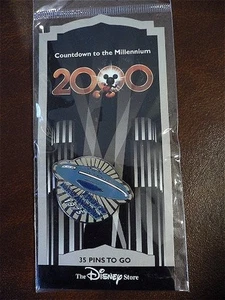 Countdown to the Millennium
2000
35 PINS TO GO
The Disney Store